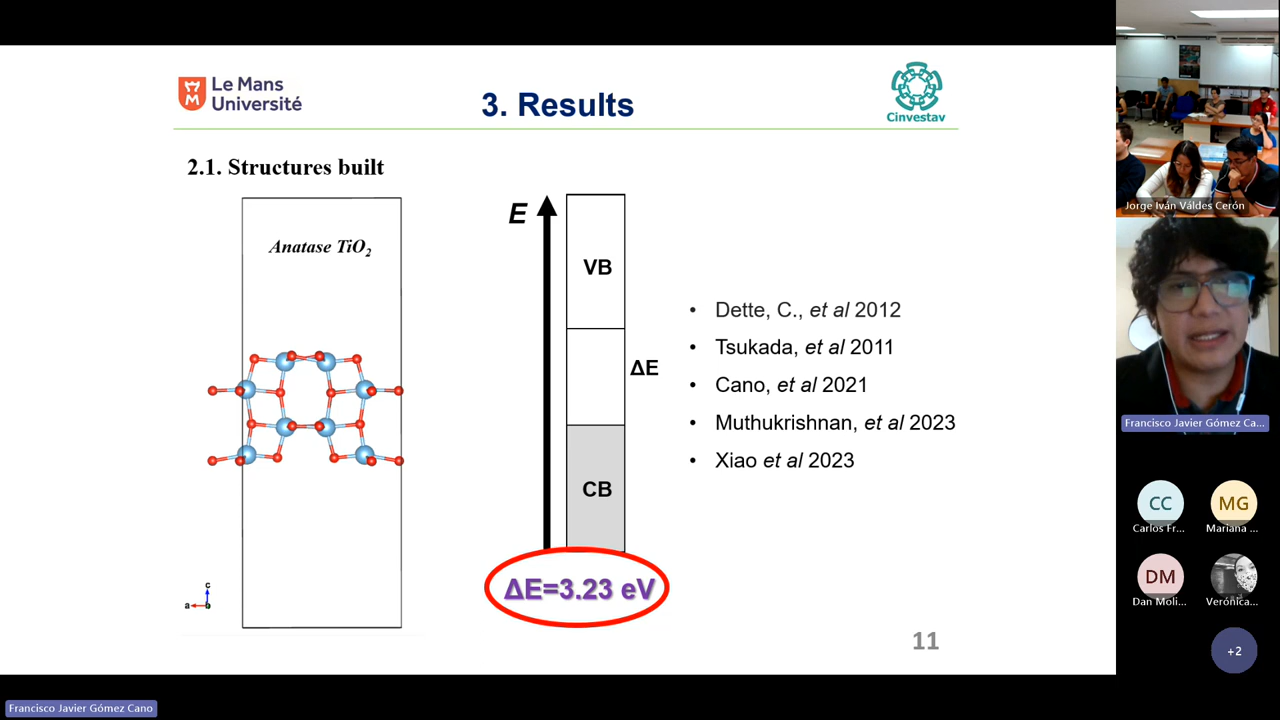 Le Mans
Université
3. Results
Cinvestav
2.1. Structures built
Anatase TiO2
E
VB
ΔE
CB
ΔE=3.23 eV
• Dette, C., et al 2012
• Tsukada, et al 2011
• Cano, et al 2021
• Muthukrishnan, et al 2023
• Xiao et al 2023
c
a
b
11
Jorge Iván Váldes Cerón
Francisco Javier Gómez Ca...
CC
Carlos Fr...
MG
Mariana ...
DM
Dan Moli...
Verónica...
+2
Francisco Javier Gómez Cano